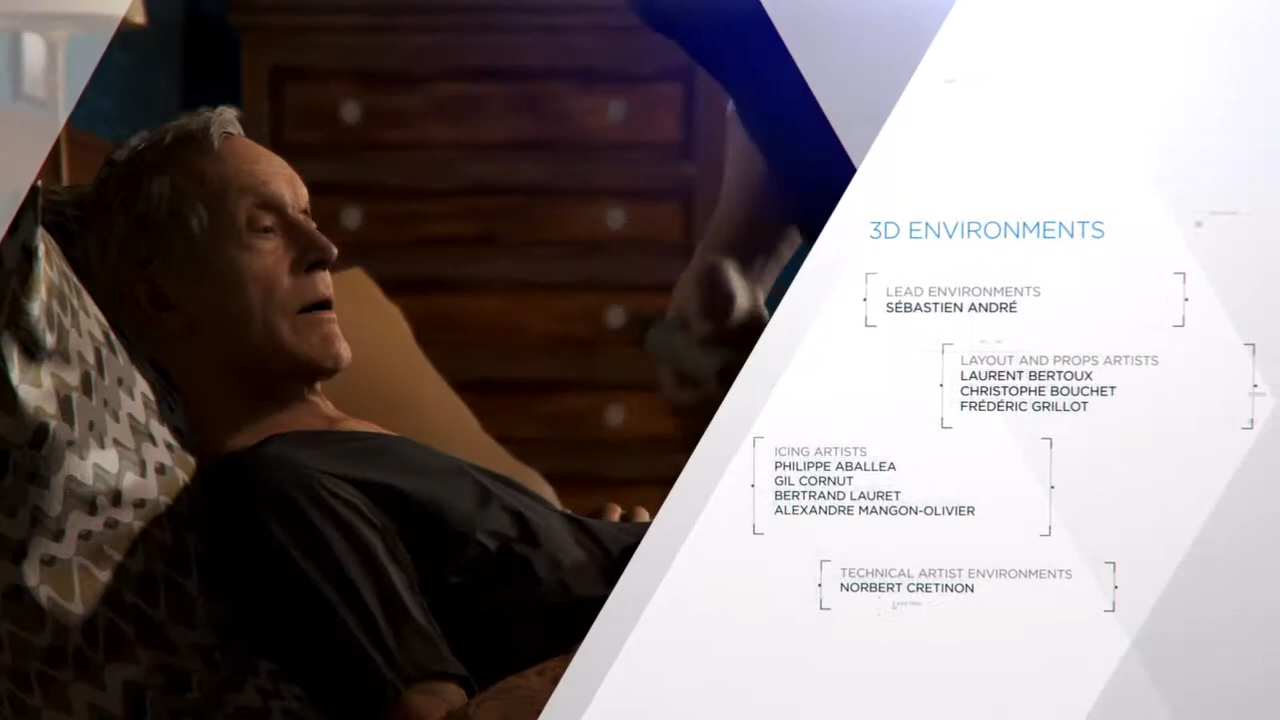 3D ENVIRONMENTS
LEAD ENVIRONMENTS
SÉBASTIEN ANDRÉ
LAYOUT AND PROPS ARTISTS
LAURENT BERTOUX
CHRISTOPHE BOUCHET
FRÉDÉRIC GRILLOT
ICING ARTISTS
PHILIPPE ABALLEA
GIL CORNUT
BERTRAND LAURET
ALEXANDRE MANGON-OLIVIER
TECHNICAL ARTIST ENVIRONMENTS
NORBERT CRETINON